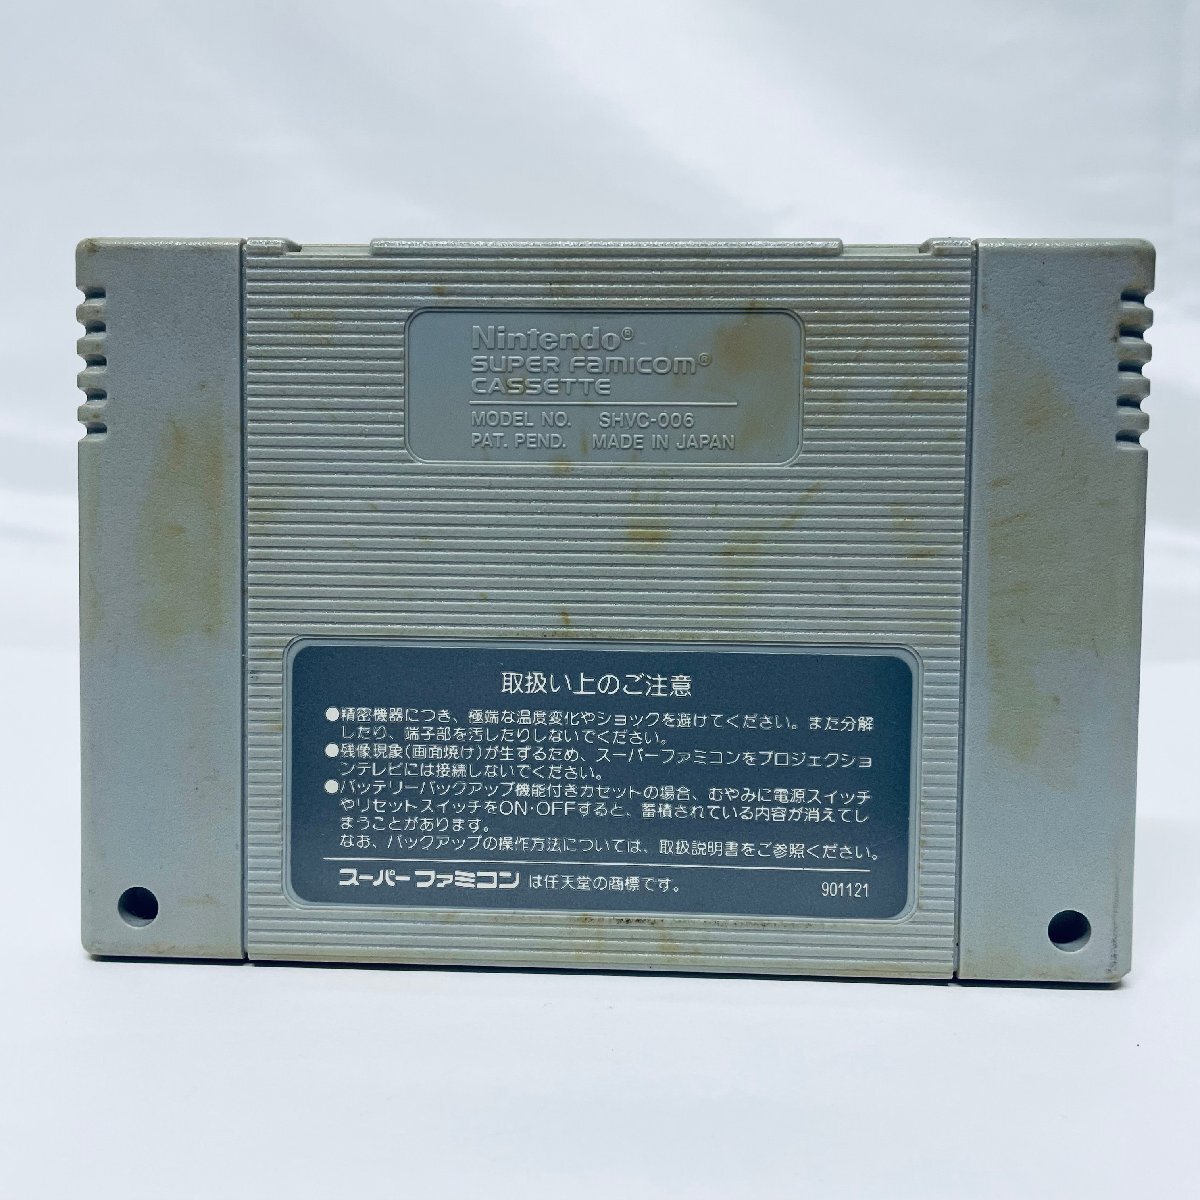 Nintendo®
SUPER FAMICOM®
CASSETTE
MODEL NO. SHVC-006
PAT. PEND. MADE IN JAPAN
取扱い上のご注意
●精密機器につき、極端な温度変化やショックを避けてください。また分解
したり、端子部を汚したりしないでください。
●残像現象(画面焼け)が生ずるため、スーパーファミコンをプロジェクショ
ンテレビには接続しないでください。
●バッテリーバックアップ機能付きカセットの場合、むやみに電源スイッチ
やリセットスイッチをON·OFFすると、蓄積されている内容が消えてし
まうことがあります。
なお、バックアップの操作方法については、取扱説明書をご参照ください。
スーパーファミコン は任天堂の商標です。 901121